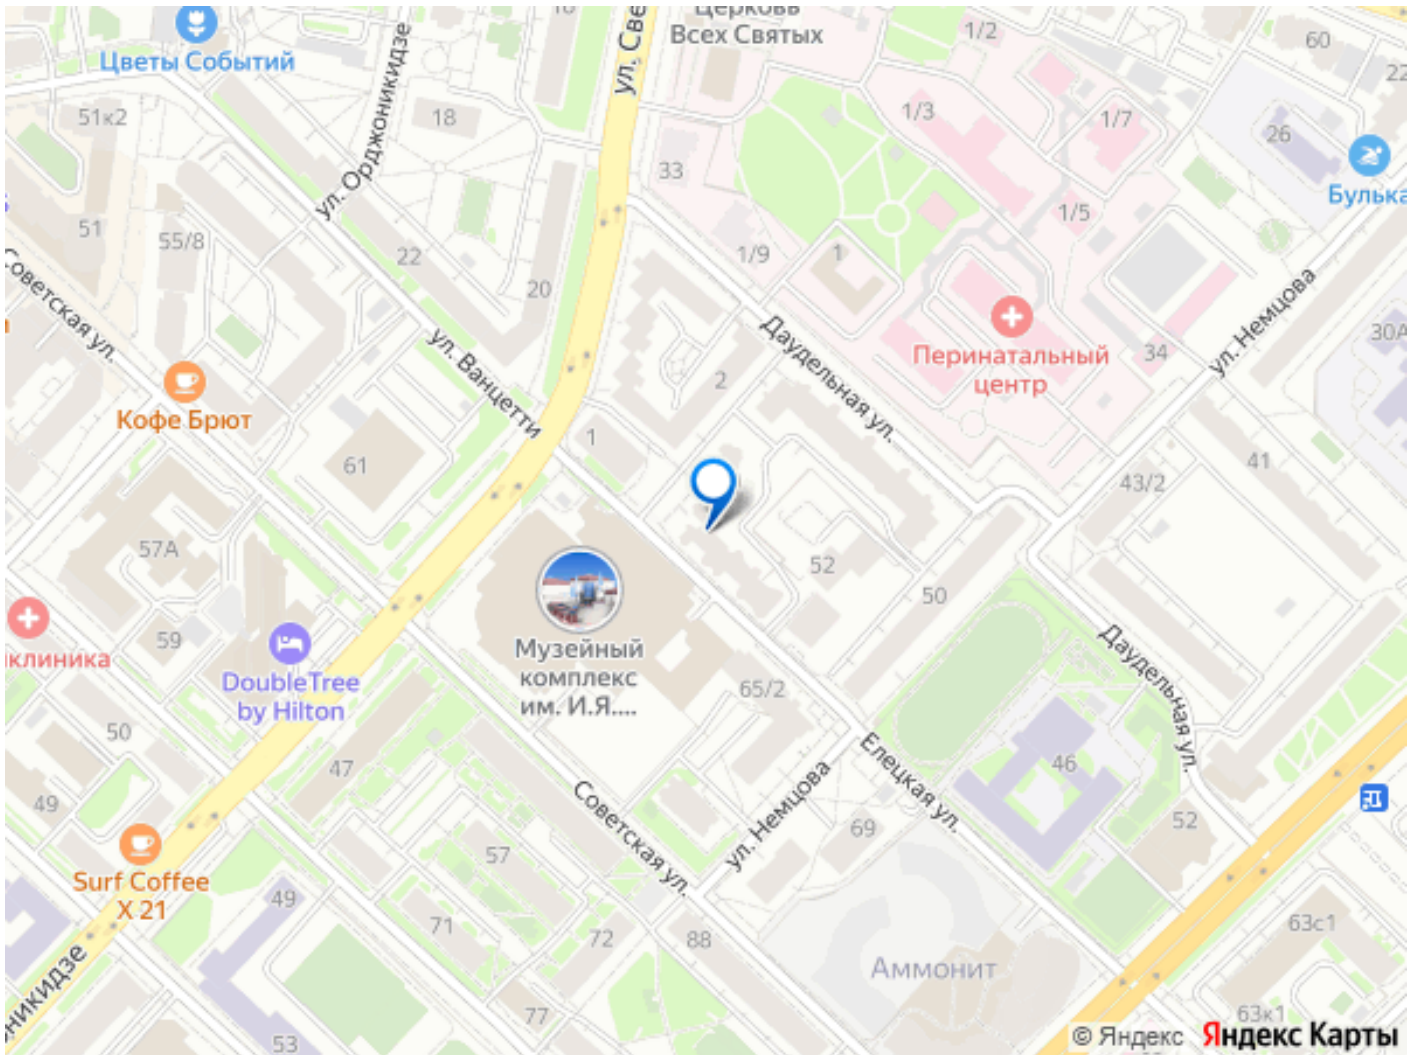 Церковь
Всех Святых
ул. Све
1/2
60
22
Цветы Событий
51к2
18
ул. Орджоникидзе
1/3
1/7
26
33
Булька
1/5
51
55/8
22
1/9
1
20
Советская ул.
ул. Немцова
30А
Перинатальный
центр
34
ул. Ванцетти
Даудельная ул.
2
Кофе Брют
61
1
41
43/2
57А
52
50
59
клиника
DoubleTree
by Hilton
Музейный
комплекс
им. И.Я....
65/2
Даудельная ул.
50
47
Елецкая ул.
46
49
Советская ул.
ул. Немцова
69
52
57
Surf Coffee
X 21
49
71
72
88
63с1
Аммонит
никидзе
77
53
63к1
© Яндекс Яндекс Карты